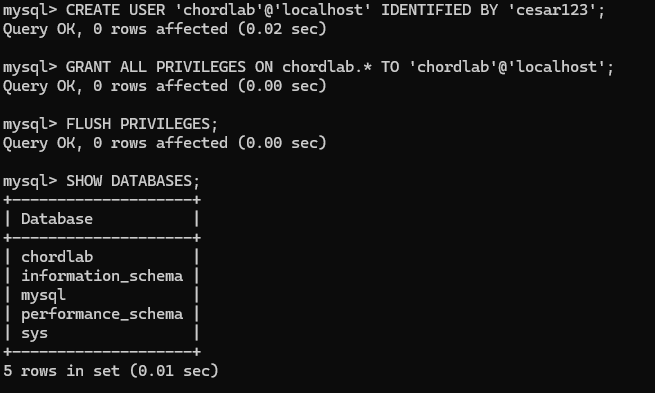 mysql> CREATE USER 'chordlab'@'localhost' IDENTIFIED BY 'cesar123';
Query OK, 0 rows affected (0.02 sec)
mysql> GRANT ALL PRIVILEGES ON chordlab.* TO 'chordlab'@'localhost';
Query OK, 0 rows affected (0.00 sec)
mysql> FLUSH PRIVILEGES;
Query OK, 0 rows affected (0.00 sec)
mysql> SHOW DATABASES;
+--------------------+
| Database           |
+--------------------+
| chordlab           |
| information_schema |
| mysql              |
| performance_schema |
| sys                |
+--------------------+
5 rows in set (0.01 sec)